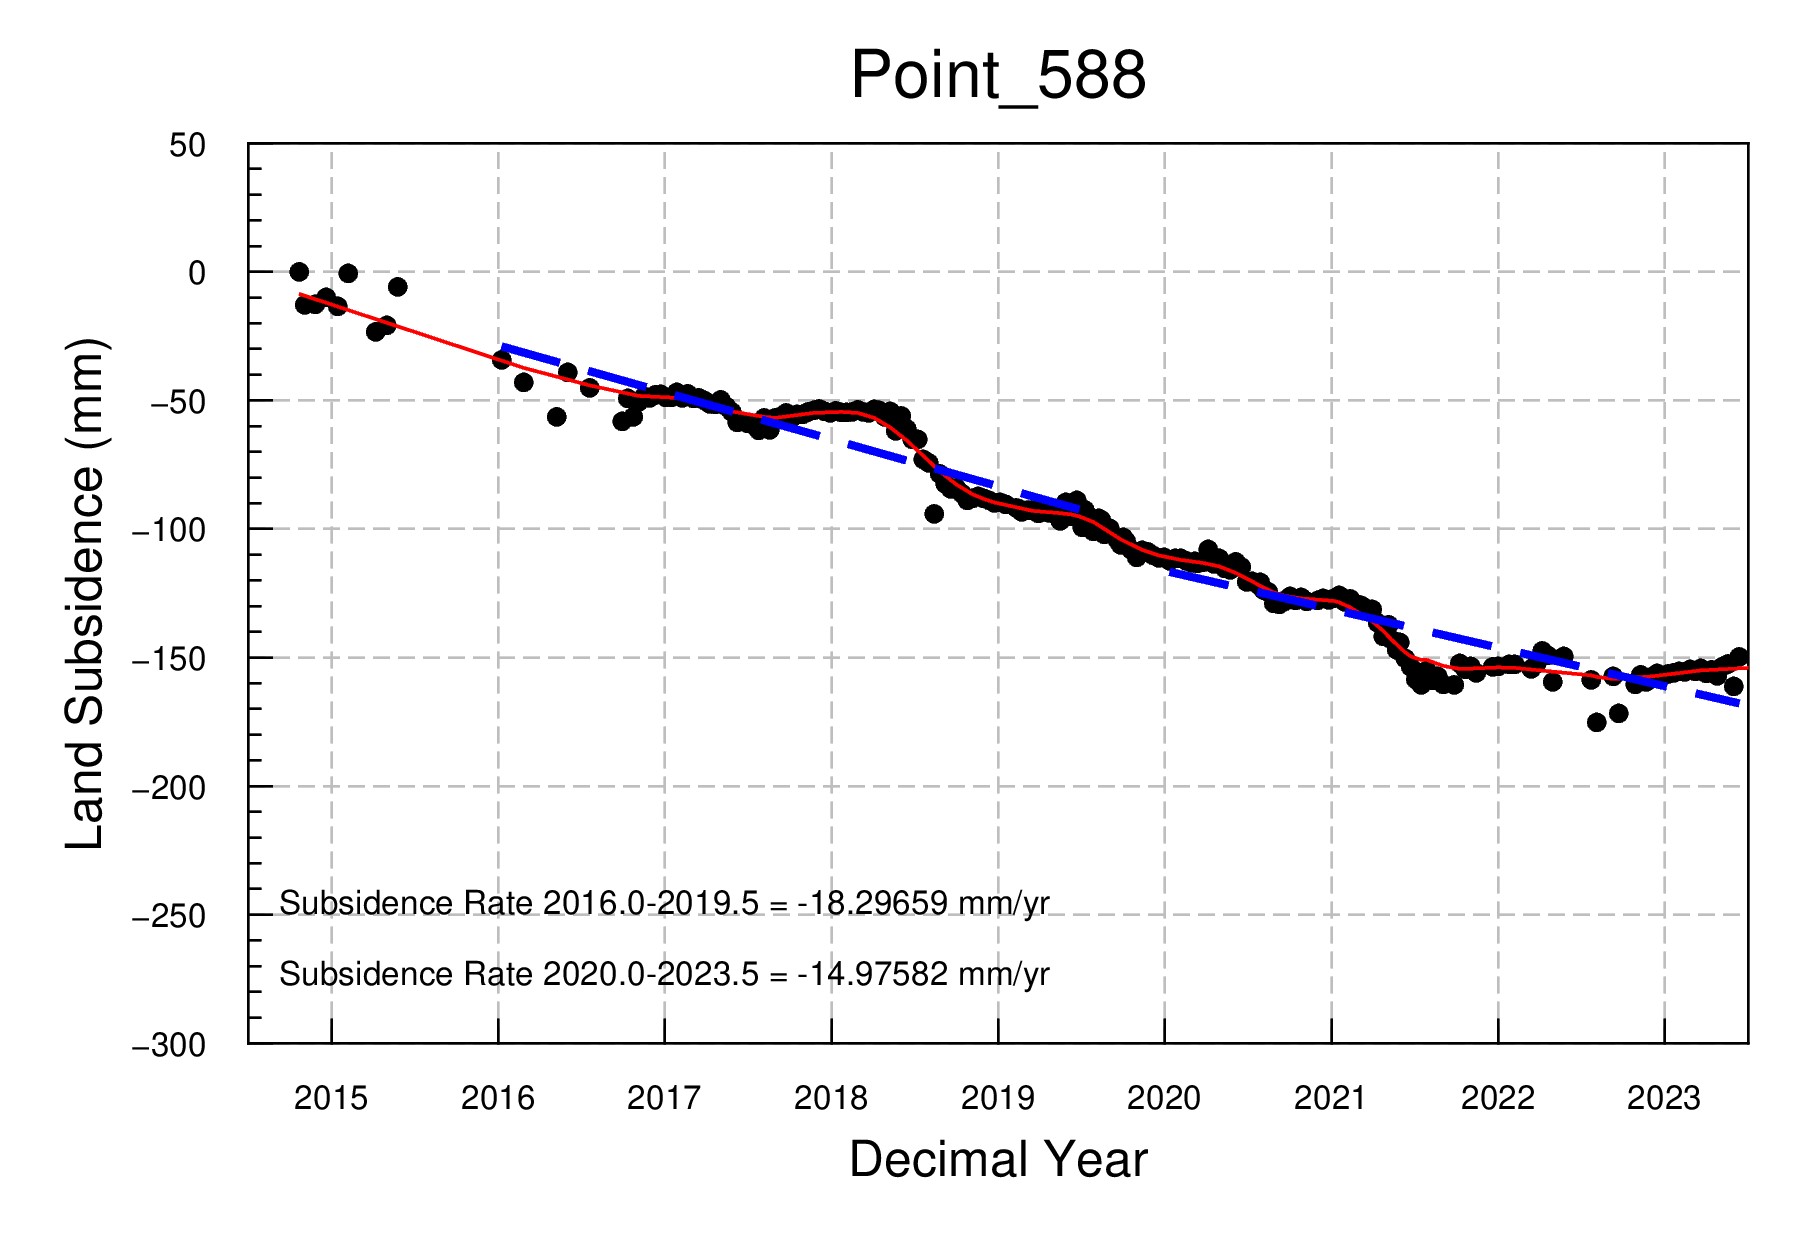 Point_588
50
0
−50
−100
−150
−200
−250
−300
Land Subsidence (mm)
Subsidence Rate 2016.0-2019.5 = -18.29659 mm/yr
Subsidence Rate 2020.0-2023.5 = -14.97582 mm/yr
2015 2016 2017 2018 2019 2020 2021 2022 2023
Decimal Year